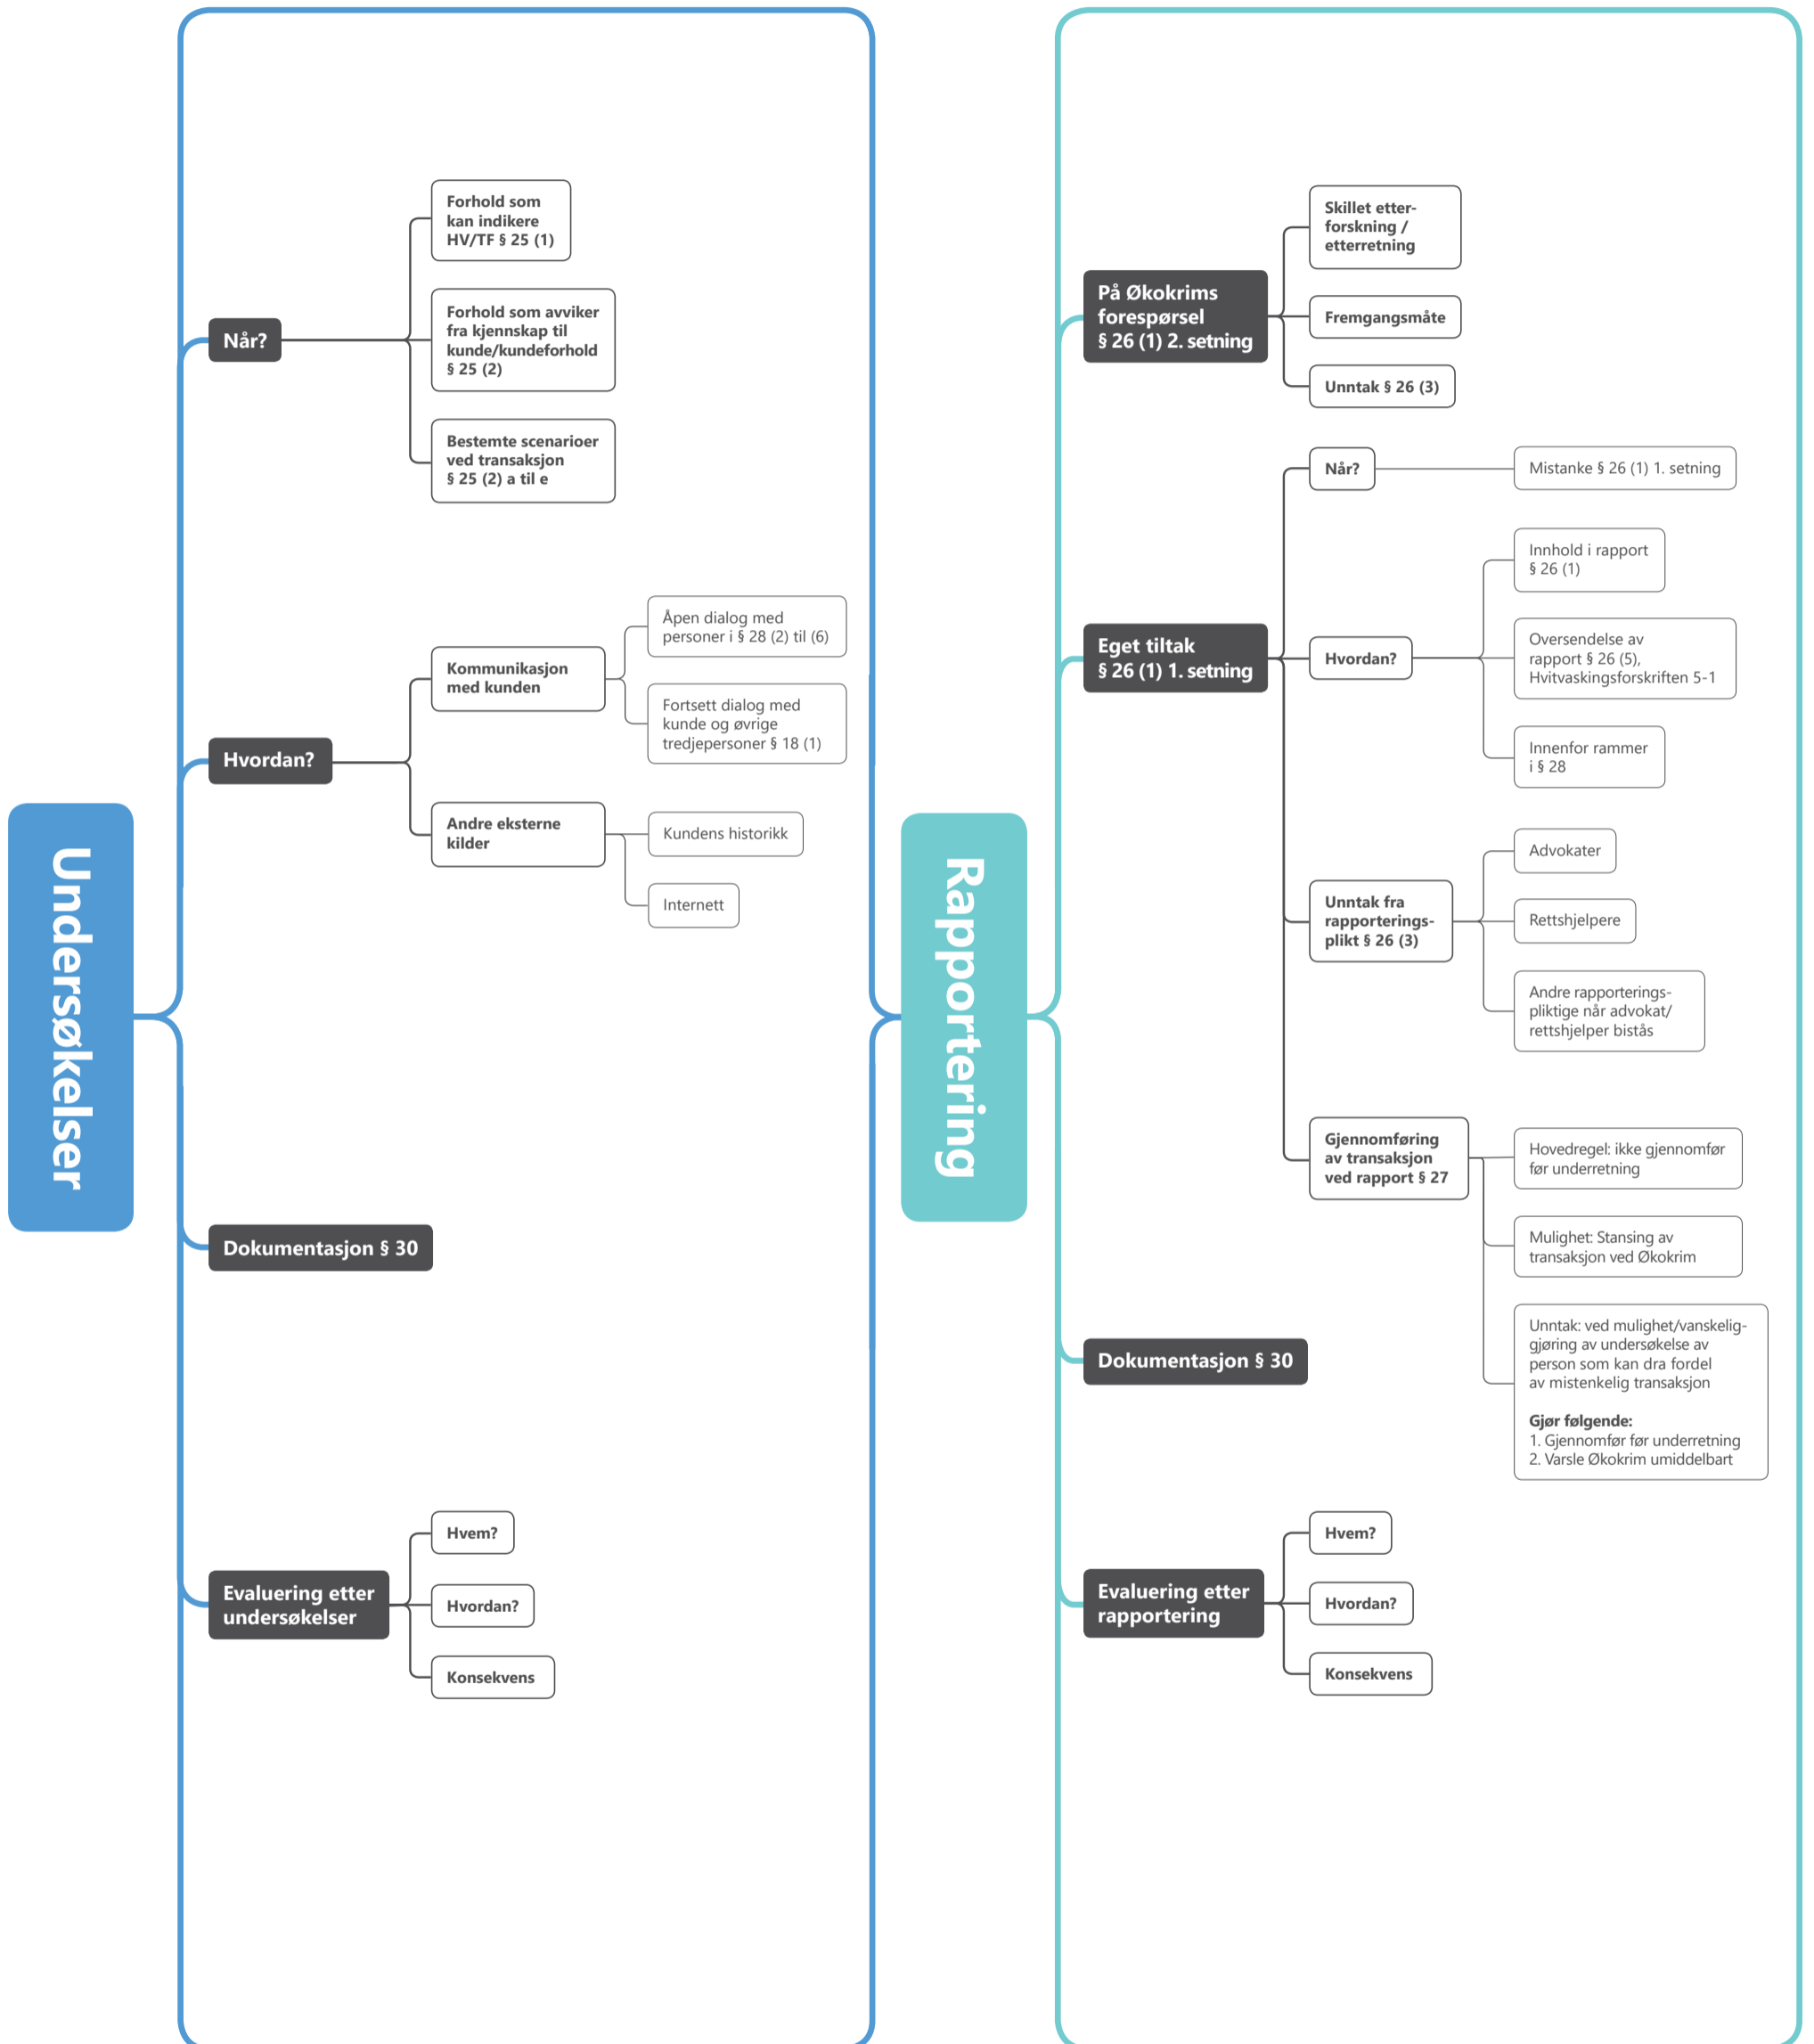 Undersøkelser
Når?
Forhold som
kan indikere
HV/TF § 25 (1)
Forhold som avviker
fra kjennskap til
kunde/kundeforhold
§ 25 (2)
Bestemte scenarioer
ved transaksjon
§ 25 (2) a til e
Hvordan?
Kommunikasjon
med kunden
Åpen dialog med
personer i § 28 (2) til (6)
Fortsett dialog med
kunde og øvrige
tredjepersoner § 18 (1)
Andre eksterne
kilder
Kundens historikk
Internett
Dokumentasjon § 30
Evaluering etter
undersøkelser
Hvem?
Hvordan?
Konsekvens
Rapportering
På Økokrims
forespørsel
§ 26 (1) 2. setning
Skillet etter-
forskning /
etterretning
Fremgangsmåte
Unntak § 26 (3)
Eget tiltak
§ 26 (1) 1. setning
Når?
Mistanke § 26 (1) 1. setning
Hvordan?
Innhold i rapport
§ 26 (1)
Oversendelse av
rapport § 26 (5),
Hvitvaskingsforskriften 5-1
Innenfor rammer
i § 28
Unntak fra
rapporterings-
plikt § 26 (3)
Advokater
Rettshjelpere
Andre rapporterings-
pliktige når advokat/
rettshjelper bistås
Gjennomføring
av transaksjon
ved rapport § 27
Hovedregel: ikke gjennomfør
før underretning
Mulighet: Stansing av
transaksjon ved Økokrim
Unntak: ved mulighet/vanskelig-
gjøring av undersøkelse av
person som kan dra fordel
av mistenkelig transaksjon
Gjør følgende:
1. Gjennomfør før underretning
2. Varsle Økokrim umiddelbart
Dokumentasjon § 30
Evaluering etter
rapportering
Hvem?
Hvordan?
Konsekvens